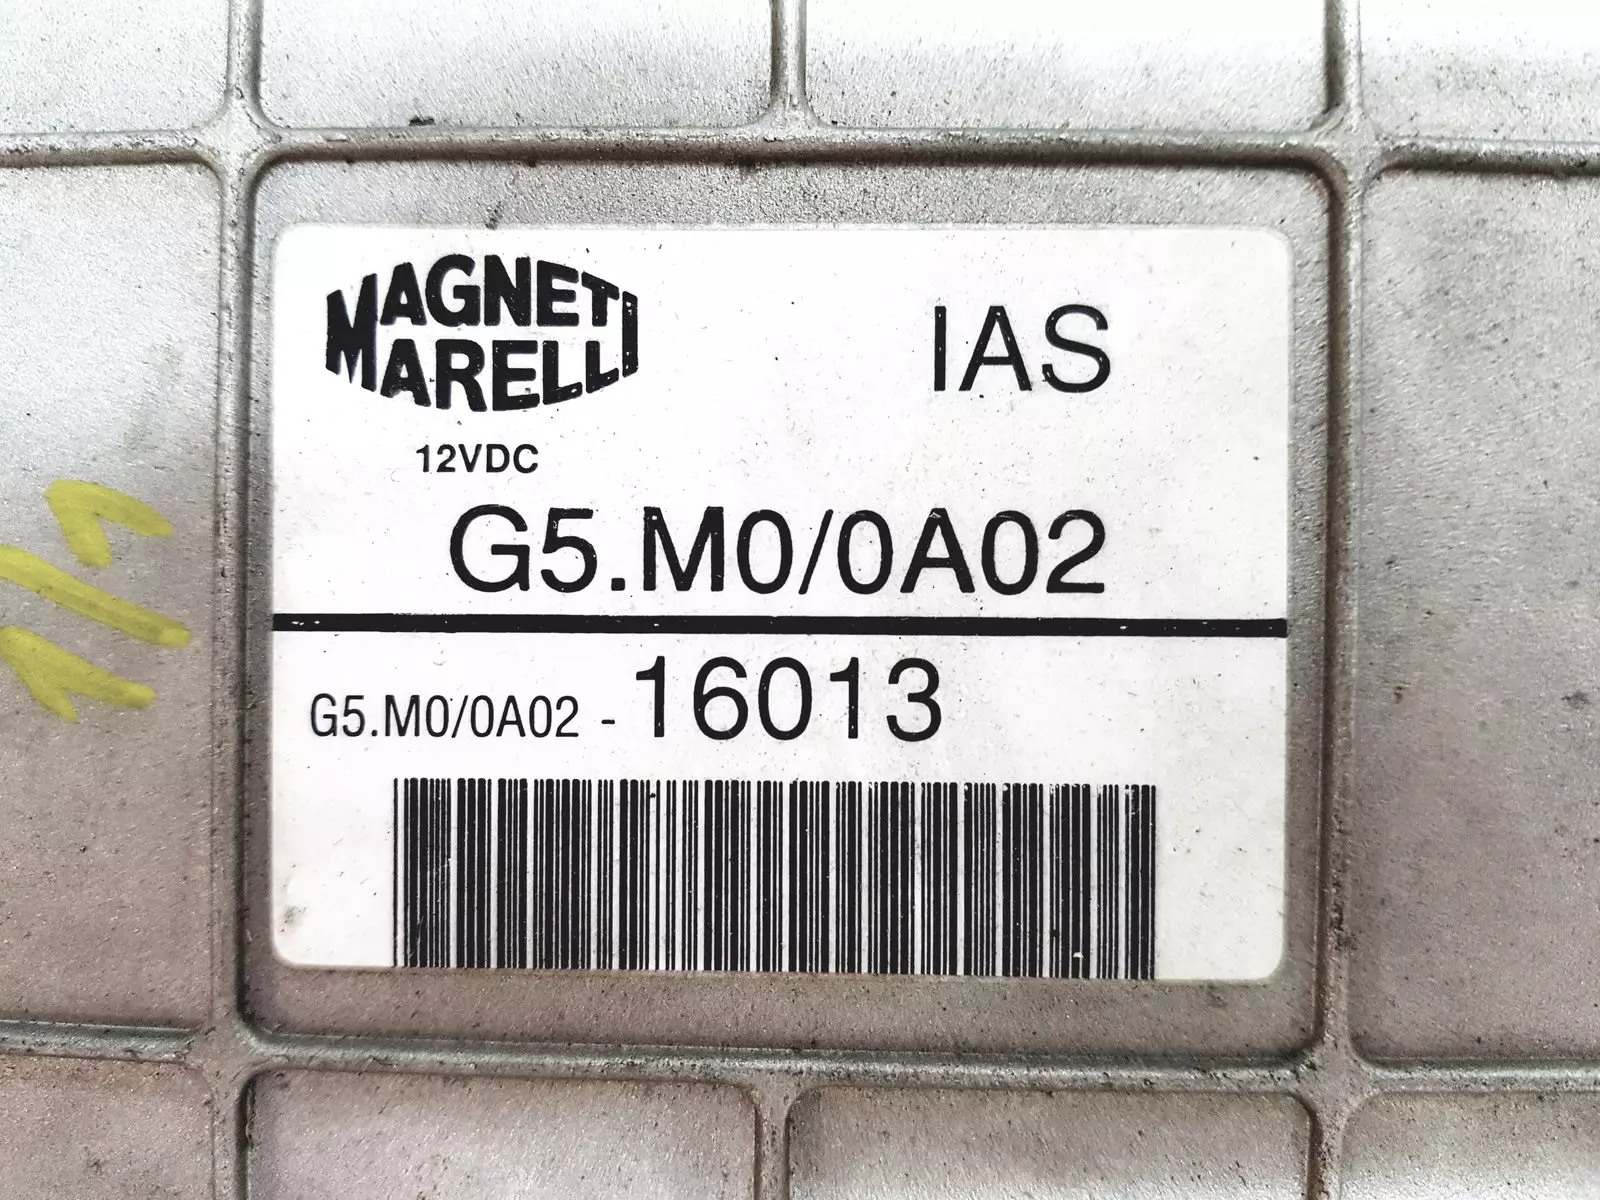 MAGNETI
MARELLI
IAS
12VDC
G5.M0/0A02
G5.M0/0A02 - 16013